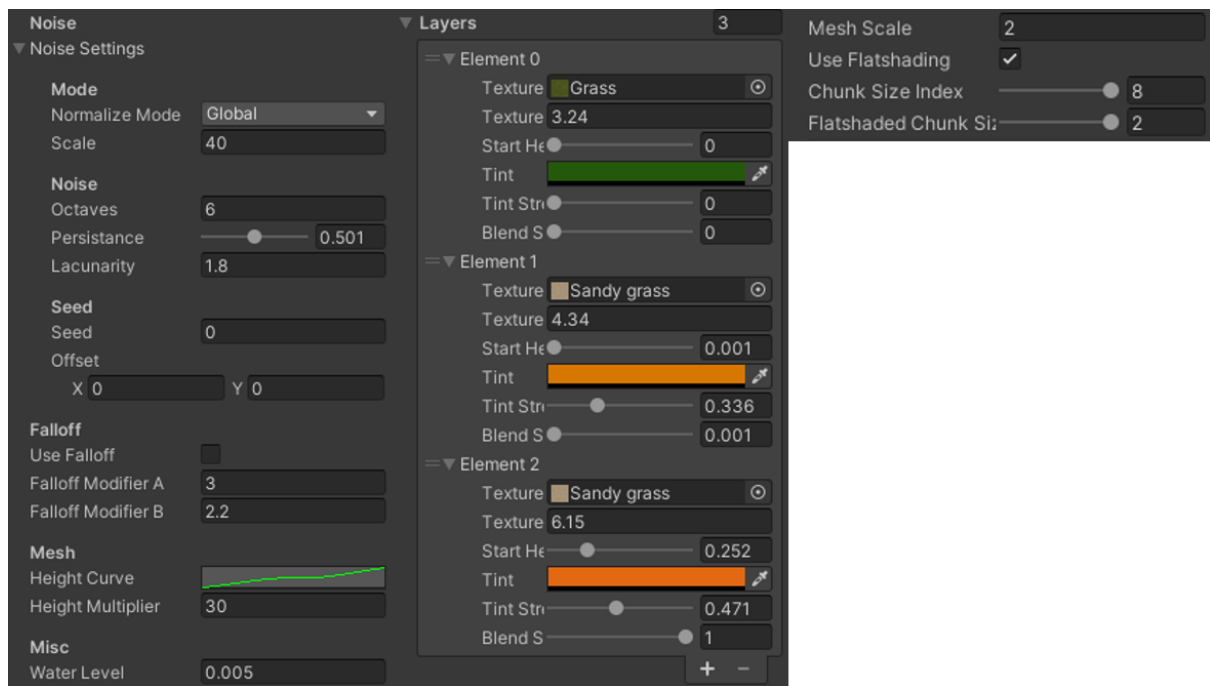 Noise
Noise Settings
Mode
Normalize Mode Global
Scale 40
Noise
Octaves 6
Persistance 0.501
Lacunarity 1.8
Seed
Seed 0
Offset
X 0 Y 0
Falloff
Use Falloff
Falloff Modifier A 3
Falloff Modifier B 2.2
Mesh
Height Curve
Height Multiplier 30
Misc
Water Level 0.005
Layers 3
Element 0
Texture Grass
Texture 3.24
Start He 0
Tint
Tint Stre 0
Blend S 0
Element 1
Texture Sandy grass
Texture 4.34
Start He 0.001
Tint
Tint Stre 0.336
Blend S 0.001
Element 2
Texture Sandy grass
Texture 6.15
Start He 0.252
Tint
Tint Stre 0.471
Blend S 1
Mesh Scale 2
Use Flatshading
Chunk Size Index 8
Flatshaded Chunk Siz 2